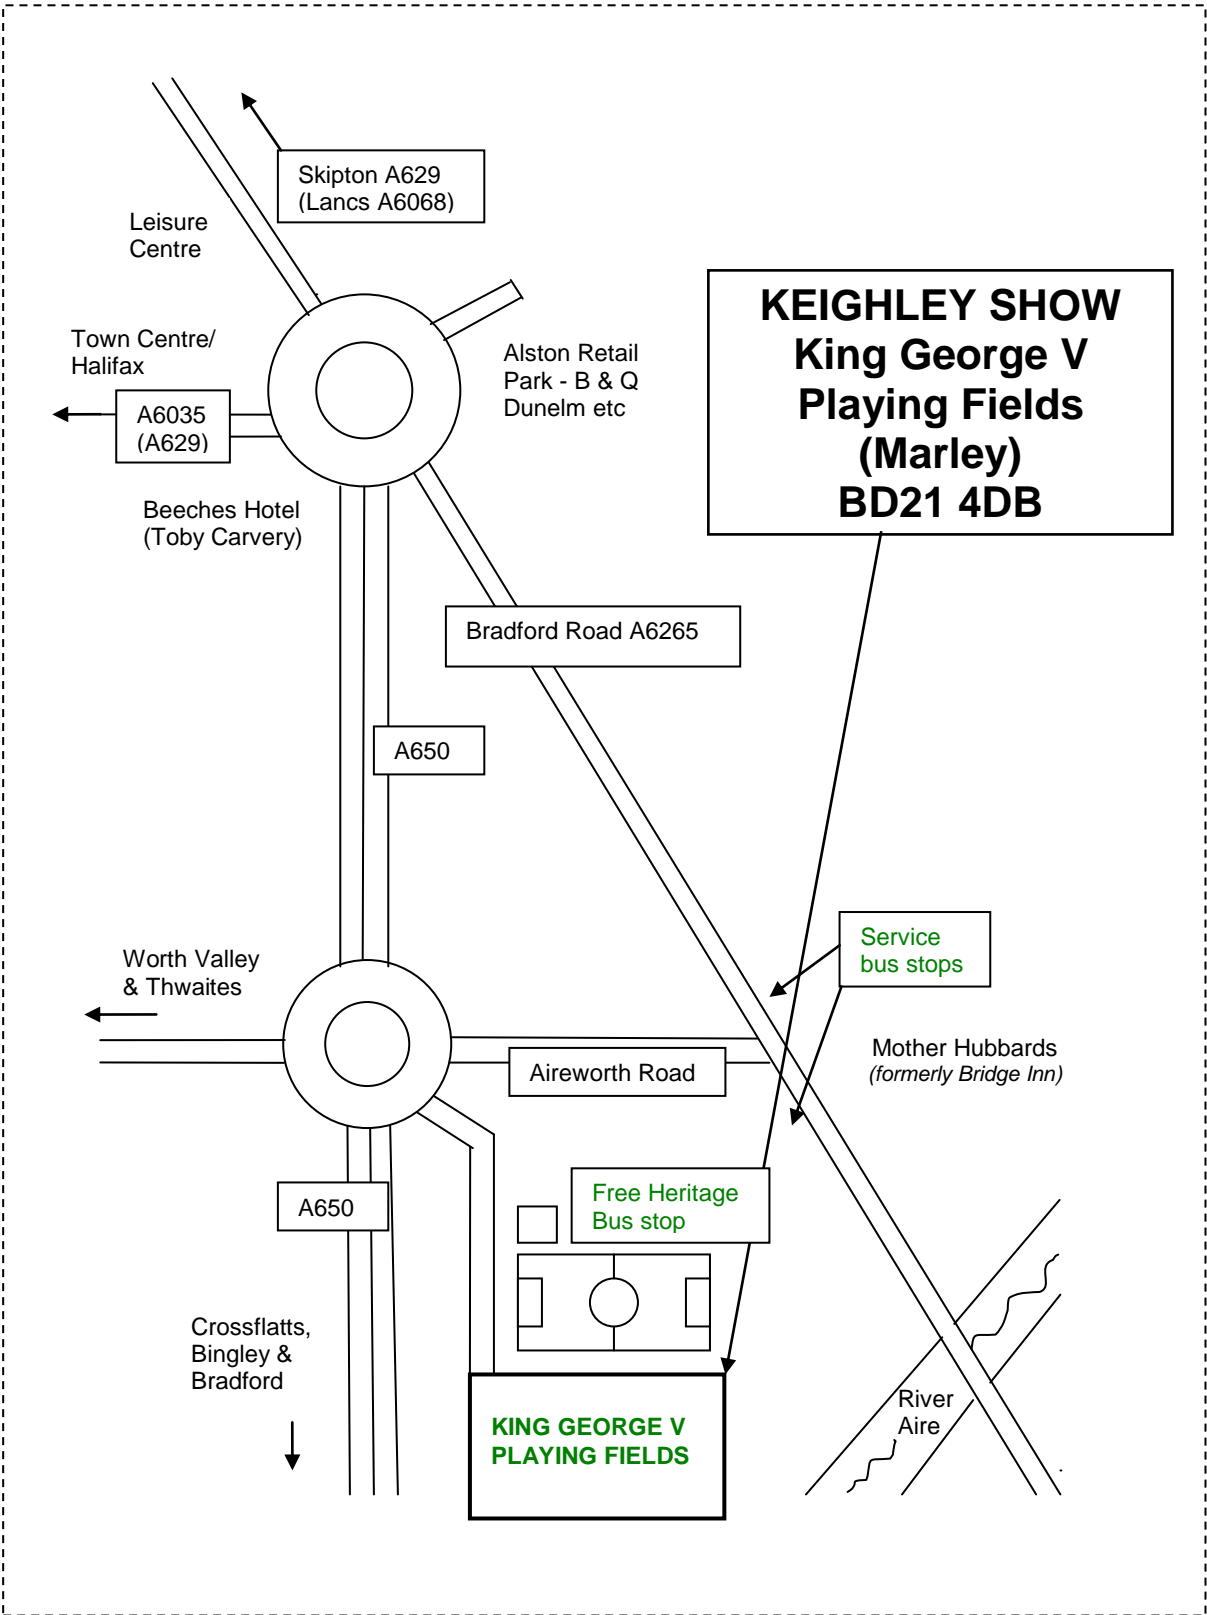 Skipton A629
(Lancs A6068)
Leisure
Centre
KEIGHLEY SHOW
King George V
Playing Fields
(Marley)
BD21 4DB
Town Centre/
Halifax
Alston Retail
Park - B & Q
Dunelm etc
A6035
(A629)
Beeches Hotel
(Toby Carvery)
Bradford Road A6265
A650
Service
bus stops
Worth Valley
& Thwaites
Mother Hubbards
(formerly Bridge Inn)
Aireworth Road
Free Heritage
Bus stop
A650
Crossflatts,
Bingley &
Bradford
River
Aire
KING GEORGE V
PLAYING FIELDS